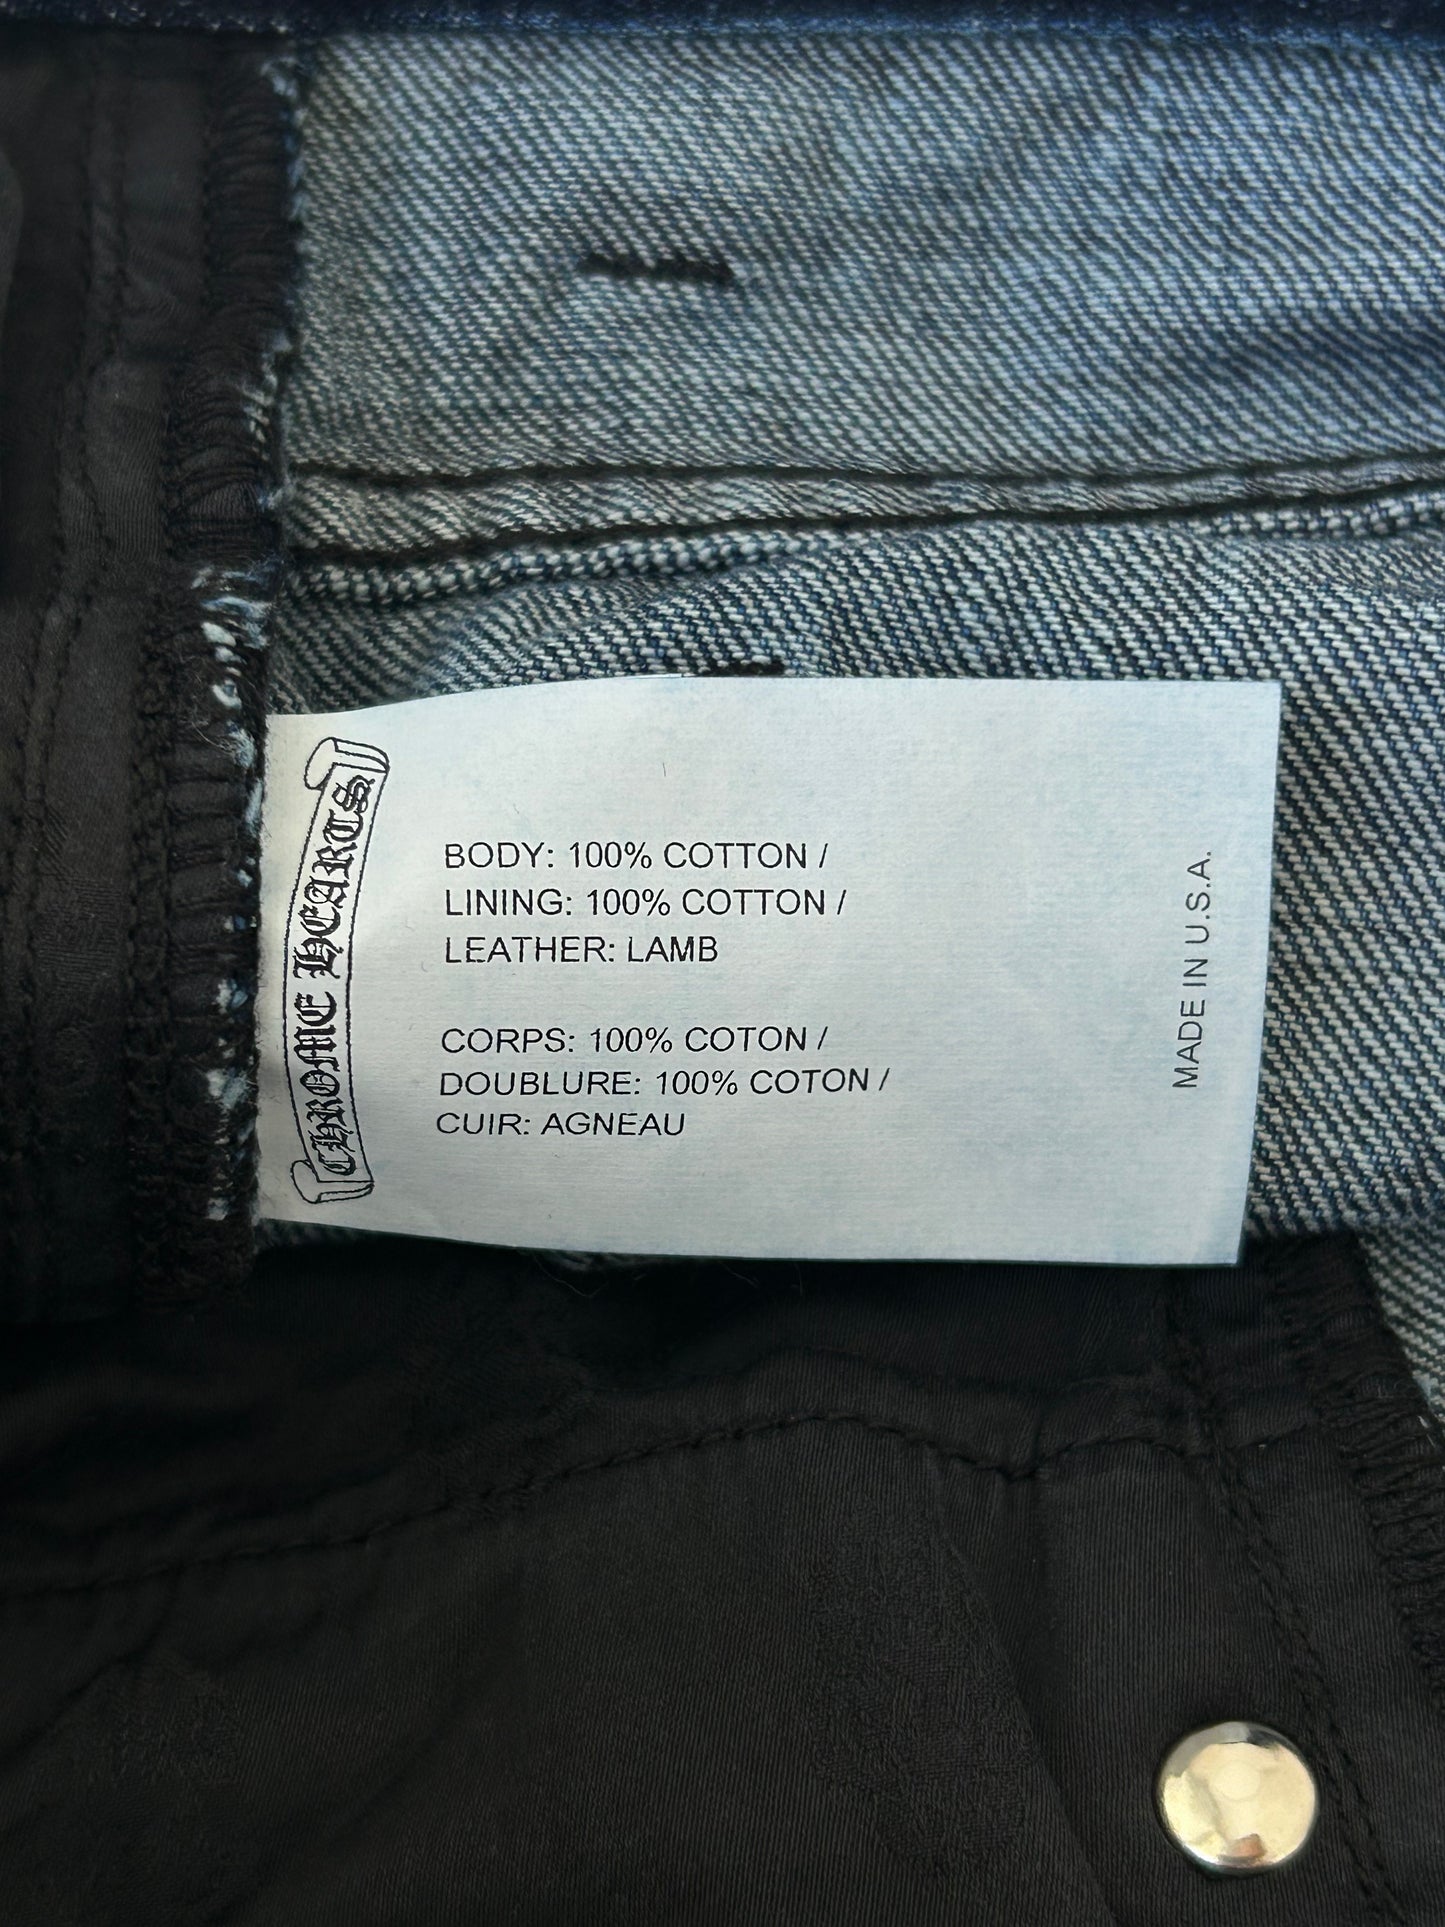 CHROME HEARTS
BODY: 100% COTTON /
LINING: 100% COTTON /
LEATHER: LAMB
CORPS: 100% COTON /
DOUBLURE: 100% COTON /
CUIR: AGNEAU
MADE IN U.S.A.